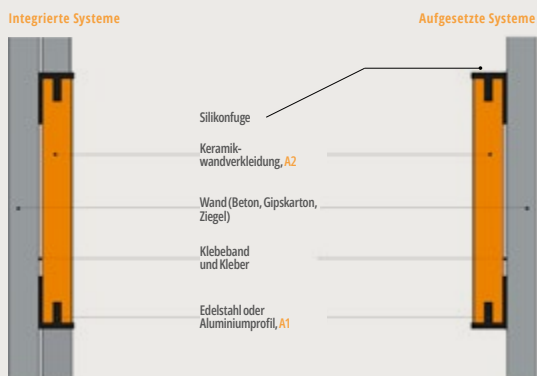 Integrierte Systeme
Aufgesetzte Systeme
Silikonfuge
Keramik-
wandverkleidung, A2
Wand (Beton, Gipskarton,
Ziegel)
Klebeband
und Kleber
Edelstahl oder
Aluminiumprofil, A1